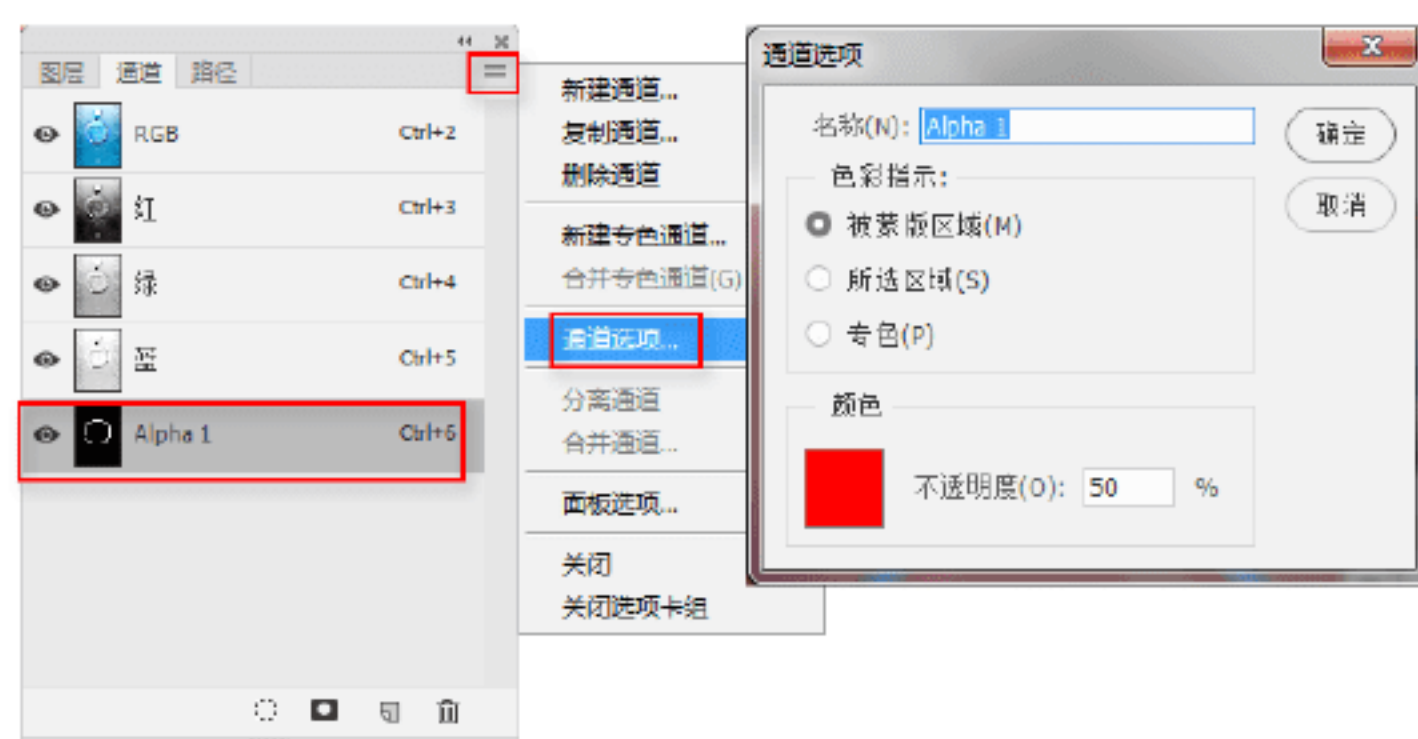 图层 通道 路径
RGB Ctrl+2
红 Ctrl+3
绿 Ctrl+4
蓝 Ctrl+5
Alpha 1 Ctrl+6
新建通道...
复制通道...
删除通道
新建专色通道...
合并专色通道(G)
通道选项...
分离通道
合并通道...
面板选项...
关闭
关闭选项卡组
通道选项
名称(N): Alpha 1
确定
色彩指示:
取消
被蒙版区域(M)
所选区域(S)
专色(P)
颜色
不透明度(O): 50 %